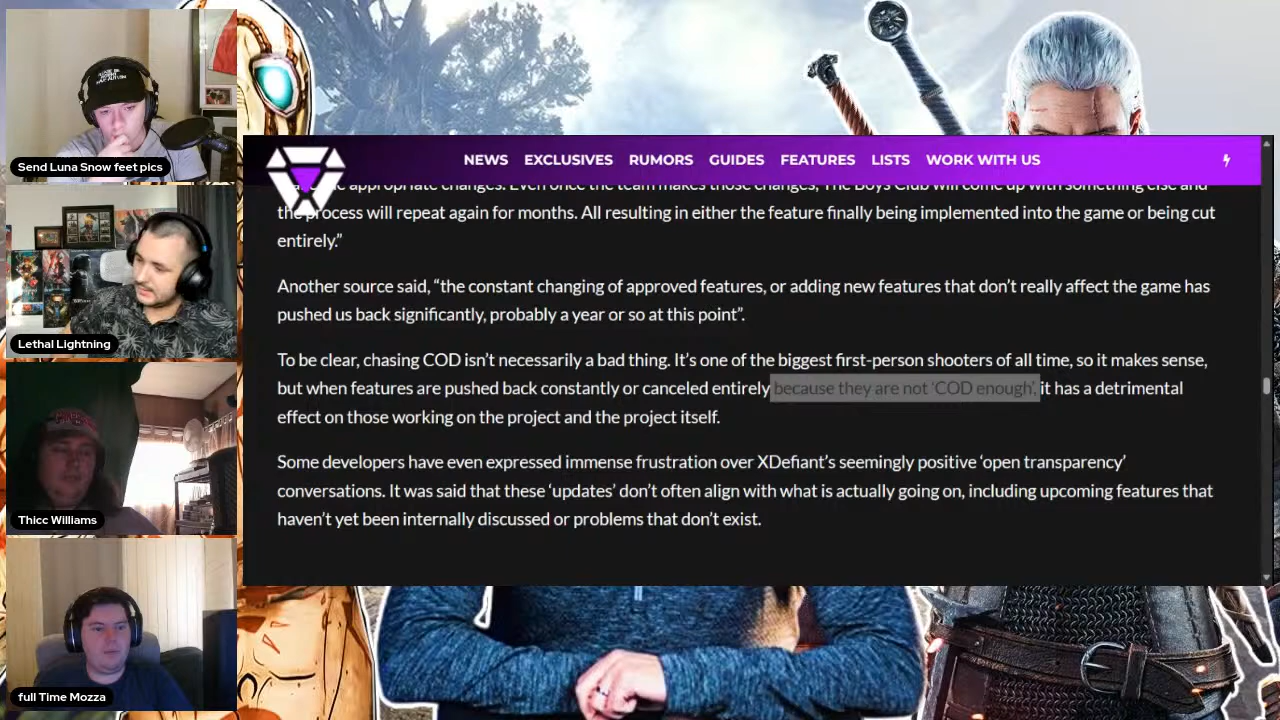 Send Luna Snow feet pics
Lethal Lightning
Thicc Williams
full Time Mozza
NEWS EXCLUSIVES RUMORS GUIDES FEATURES LISTS WORK WITH US
appropriate changes. Even once the team makes those changes, The Boys Club will come up with something else and
the process will repeat again for months. All resulting in either the feature finally being implemented into the game or being cut
entirely.”
Another source said, “the constant changing of approved features, or adding new features that don’t really affect the game has
pushed us back significantly, probably a year or so at this point”.
To be clear, chasing COD isn’t necessarily a bad thing. It’s one of the biggest first-person shooters of all time, so it makes sense,
but when features are pushed back constantly or canceled entirely because they are not ‘COD enough’, it has a detrimental
effect on those working on the project and the project itself.
Some developers have even expressed immense frustration over XDefiant’s seemingly positive ‘open transparency’
conversations. It was said that these ‘updates’ don’t often align with what is actually going on, including upcoming features that
haven’t yet been internally discussed or problems that don’t exist.